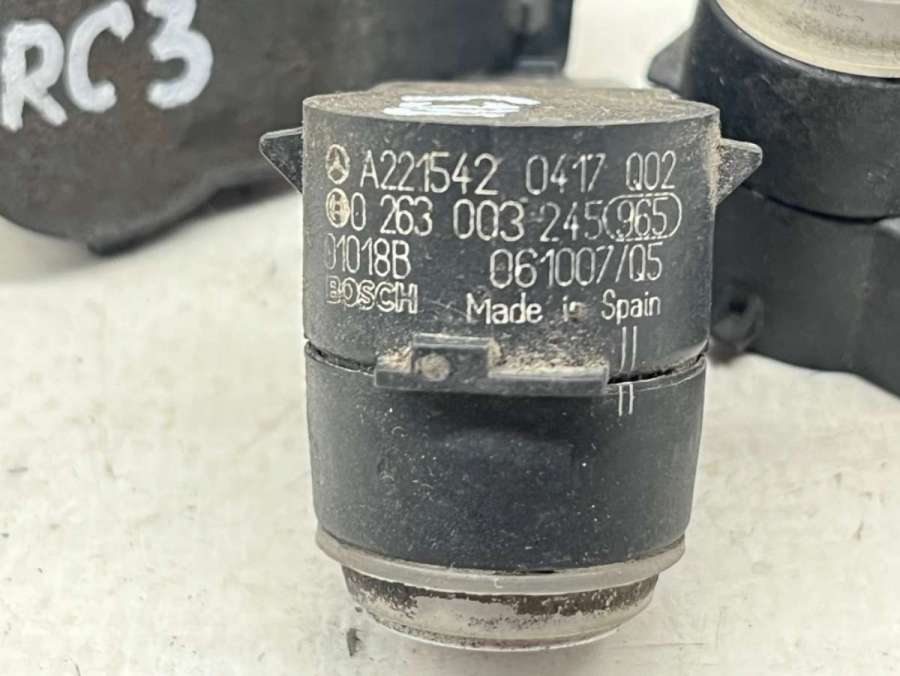 RC3
A221542 0417 Q02
0 263 003 245 965
01018B 061007/Q5
BOSCH Made in Spain